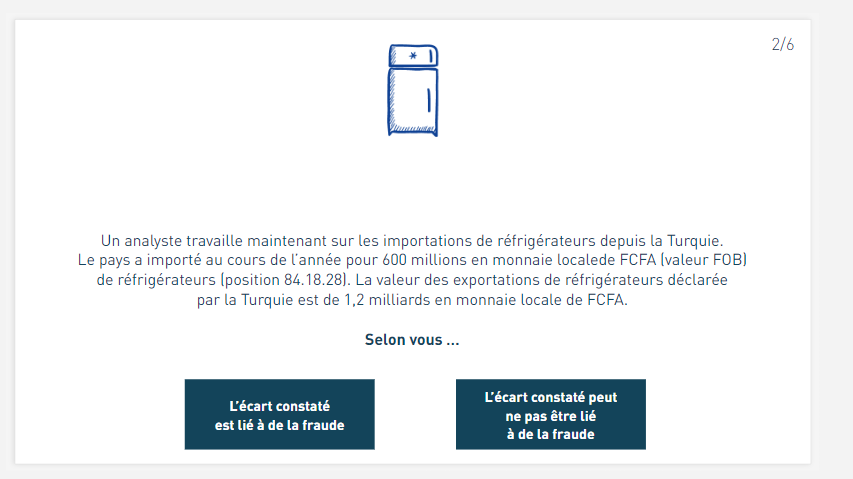 2/6
Un analyste travaille maintenant sur les importations de réfrigérateurs depuis la Turquie.
Le pays a importé au cours de l'année pour 600 millions en monnaie localede FCFA (valeur FOB)
de réfrigérateurs (position 84.18.28). La valeur des exportations de réfrigérateurs déclarée
par la Turquie est de 1,2 milliards en monnaie locale de FCFA.
Selon vous ...
L'écart constaté
est lié à de la fraude
L'écart constaté peut
ne pas être lié
à de la fraude